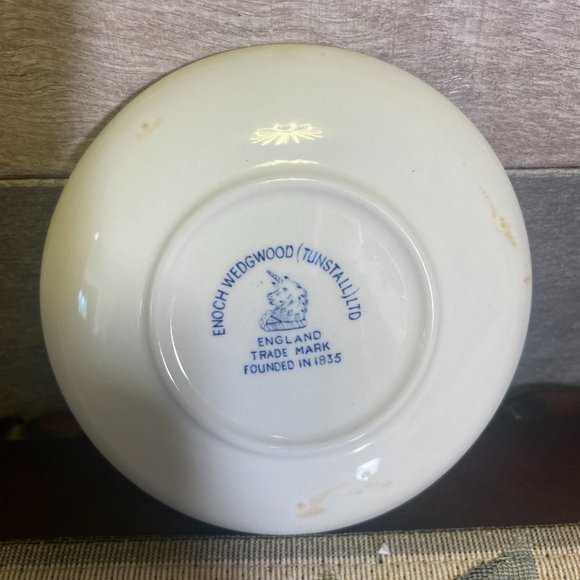 ENOCH WEDGWOOD (TUNSTALL) LTD
ENGLAND
TRADE MARK
FOUNDED IN 1835